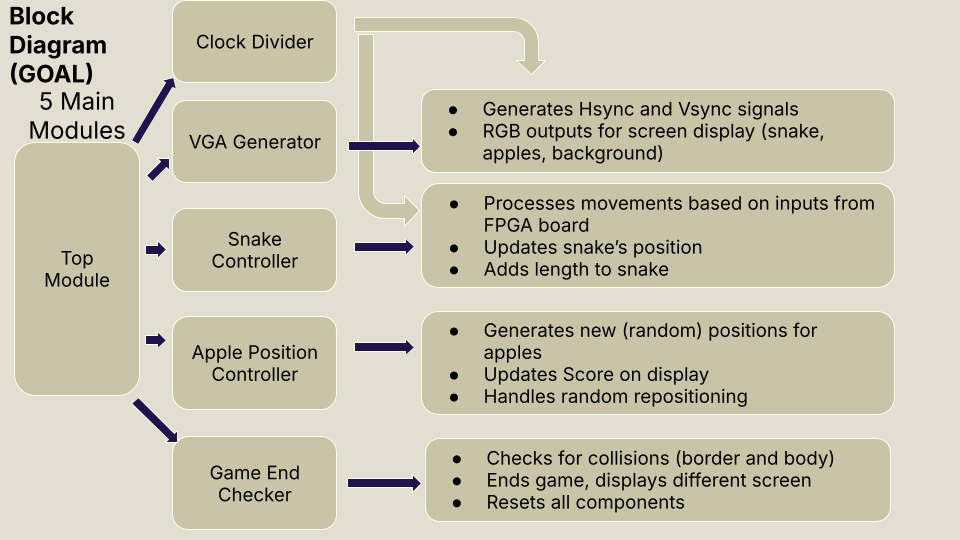 Block
Diagram
(GOAL)
5 Main
Modules
Top
Module
Clock Divider
VGA Generator
● Generates Hsync and Vsync signals
● RGB outputs for screen display (snake,
apples, background)
Snake
Controller
● Processes movements based on inputs from
FPGA board
● Updates snake’s position
● Adds length to snake
Apple Position
Controller
● Generates new (random) positions for
apples
● Updates Score on display
● Handles random repositioning
Game End
Checker
● Checks for collisions (border and body)
● Ends game, displays different screen
● Resets all components